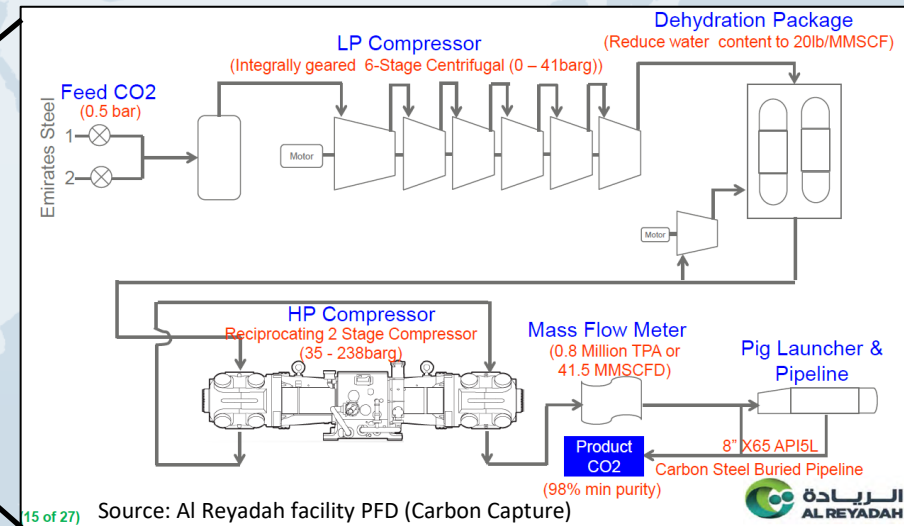 Dehydration Package
(Reduce water content to 20lb/MMSCF)
LP Compressor
(Integrally geared 6-Stage Centrifugal (0 – 41barg))
Feed CO2
(0.5 bar)
Emirates Steel
1
2
Motor
Motor
HP Compressor
Reciprocating 2 Stage Compressor
(35 - 238barg)
Mass Flow Meter
(0.8 Million TPA or
41.5 MMSCFD)
Pig Launcher &
Pipeline
Product
CO2
(98% min purity)
8” X65 API5L
Carbon Steel Buried Pipeline
15 of 27)
Source: Al Reyadah facility PFD (Carbon Capture)
الريادة
AL REYADAH